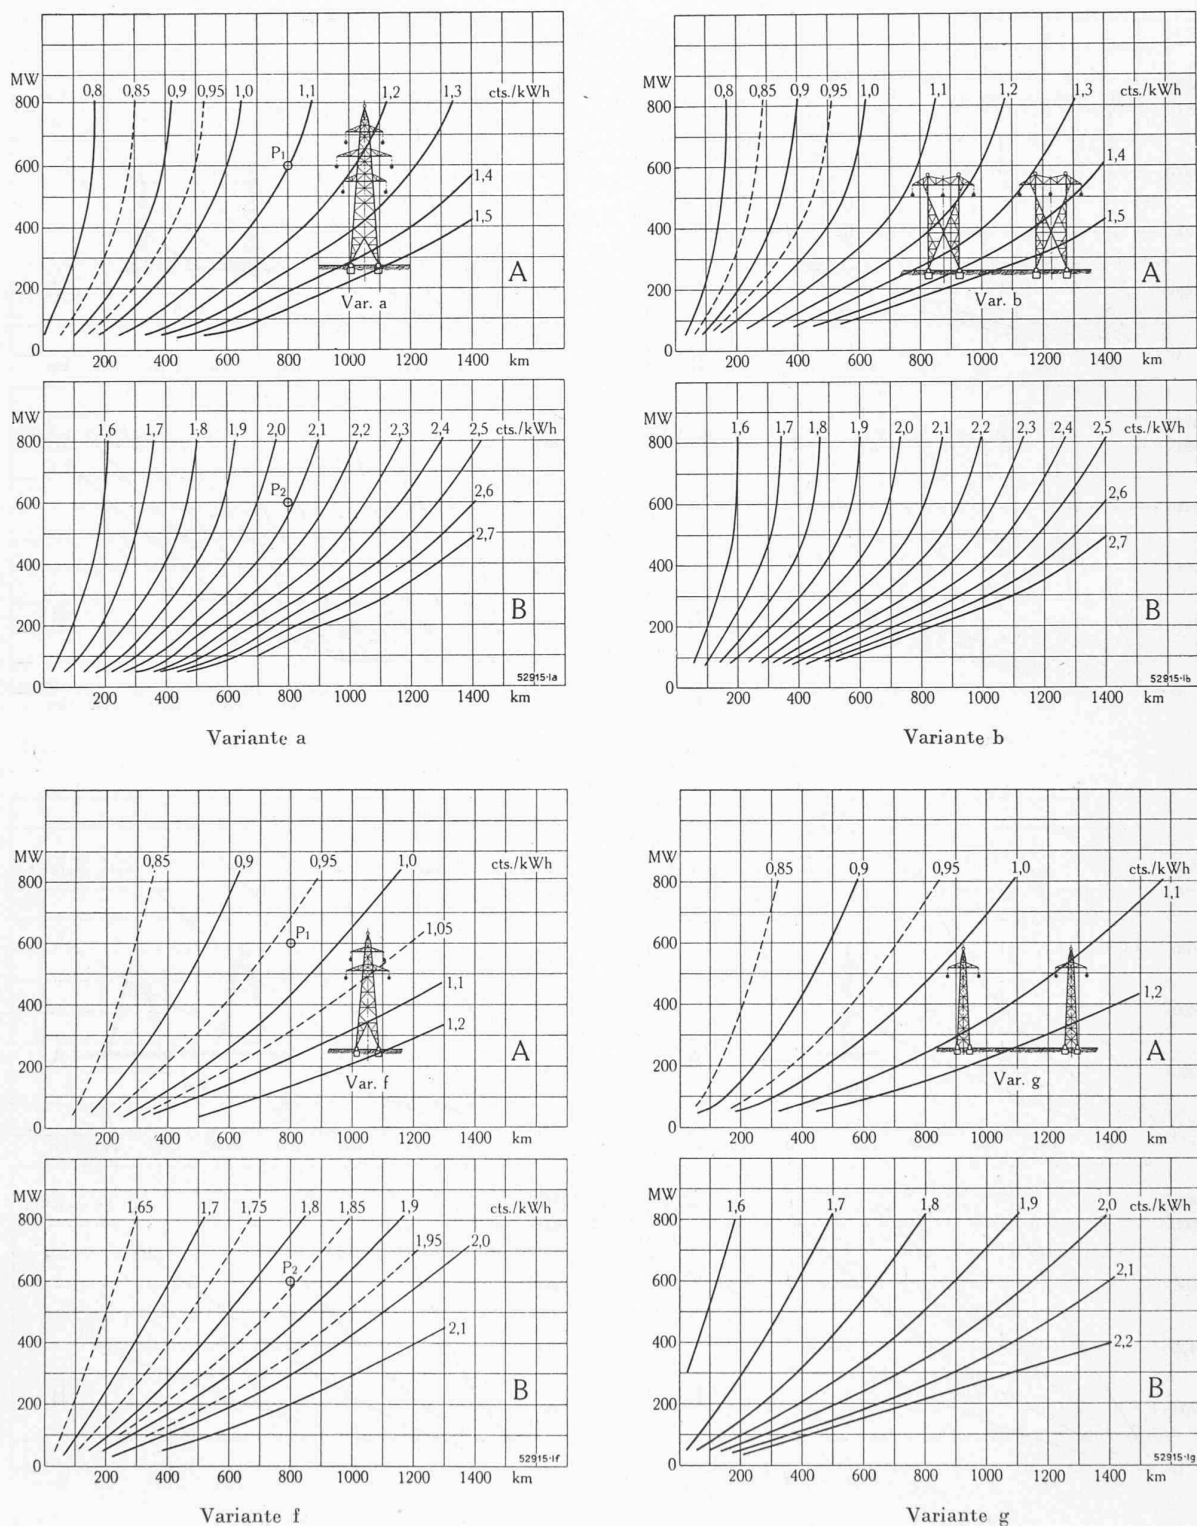 0,8 0,85 0,9 0,95 1,0 1,1 1,2 1,3 cts./kWh
MW
800
600
400
200
0
P1
1,4
1,5
A
Var. a
200 400 600 800 1000 1200 1400 km
1,6 1,7 1,8 1,9 2,0 2,1 2,2 2,3 2,4 2,5 cts./kWh
MW
800
600
400
200
0
P2
2,6
2,7
B
52915·Ia
200 400 600 800 1000 1200 1400 km
Variante a
0,8 0,85 0,9 0,95 1,0 1,1 1,2 1,3 cts./kWh
MW
800
600
400
200
0
1,4
1,5
A
Var. b
200 400 600 800 1000 1200 1400 km
1,6 1,7 1,8 1,9 2,0 2,1 2,2 2,3 2,4 2,5 cts./kWh
MW
800
600
400
200
0
2,6
2,7
B
52915·Ib
200 400 600 800 1000 1200 1400 km
Variante b
0,85 0,9 0,95 1,0 cts./kWh
MW
800
600
400
200
0
P1
1,05
1,1
1,2
A
Var. f
200 400 600 800 1000 1200 1400 km
1,65 1,7 1,75 1,8 1,85 1,9 cts./kWh
MW
800
600
400
200
0
P2
1,95
2,0
2,1
B
52915·If
200 400 600 800 1000 1200 1400 km
Variante f
0,85 0,9 0,95 1,0 cts./kWh
MW
800
600
400
200
0
1,1
1,2
A
Var. g
200 400 600 800 1000 1200 1400 km
1,6 1,7 1,8 1,9 2,0 cts./kWh
MW
800
600
400
200
0
2,1
2,2
B
52915·Ig
200 400 600 800 1000 1200 1400 km
Variante g